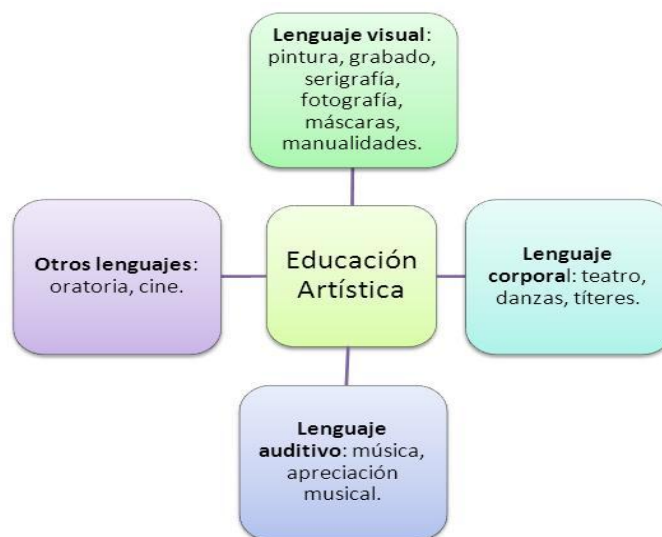 Lenguaje visual:
pintura, grabado,
serigrafía,
fotografía,
máscaras,
manualidades.
Otros lenguajes:
oratoria, cine.
Educación
Artística
Lenguaje
corporal: teatro,
danzas, títeres.
Lenguaje
auditivo: música,
apreciación
musical.